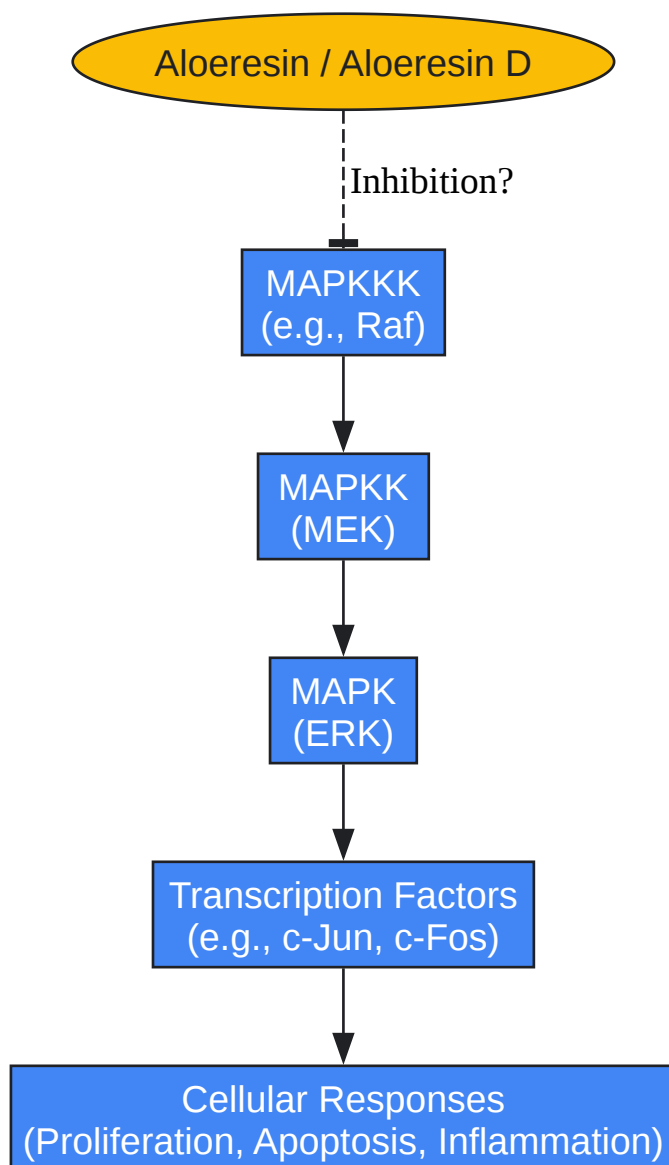 Aloeresin / Aloeresin D
Inhibition?
MAPKKK
(e.g., Raf)
MAPKK
(MEK)
MAPK
(ERK)
Transcription Factors
(e.g., c-Jun, c-Fos)
Cellular Responses
(Proliferation, Apoptosis, Inflammation)